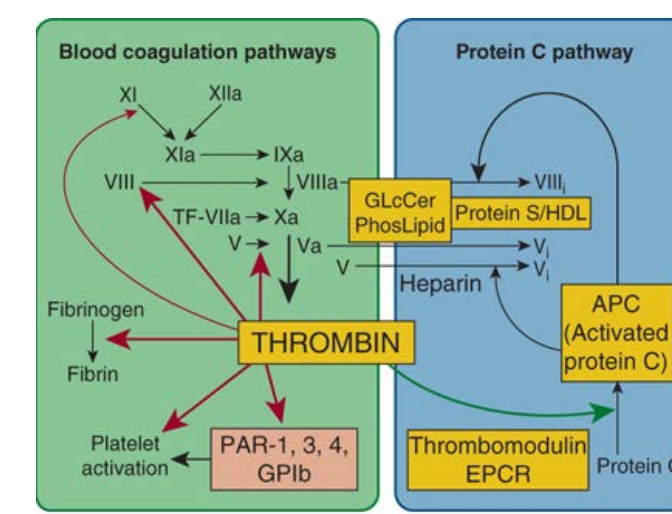 Blood coagulation pathways
Protein C pathway
XI
XIIa
XIa
IXa
VIII
VIIIa
VIIIi
GLcCer
PhosLipid
Protein S/HDL
TF-VIIa
Xa
V
Va
Vi
V
Vi
Heparin
Fibrinogen
Fibrin
THROMBIN
APC
(Activated
protein C)
Platelet
activation
PAR-1, 3, 4,
GPIb
Thrombomodulin
EPCR
Protein C